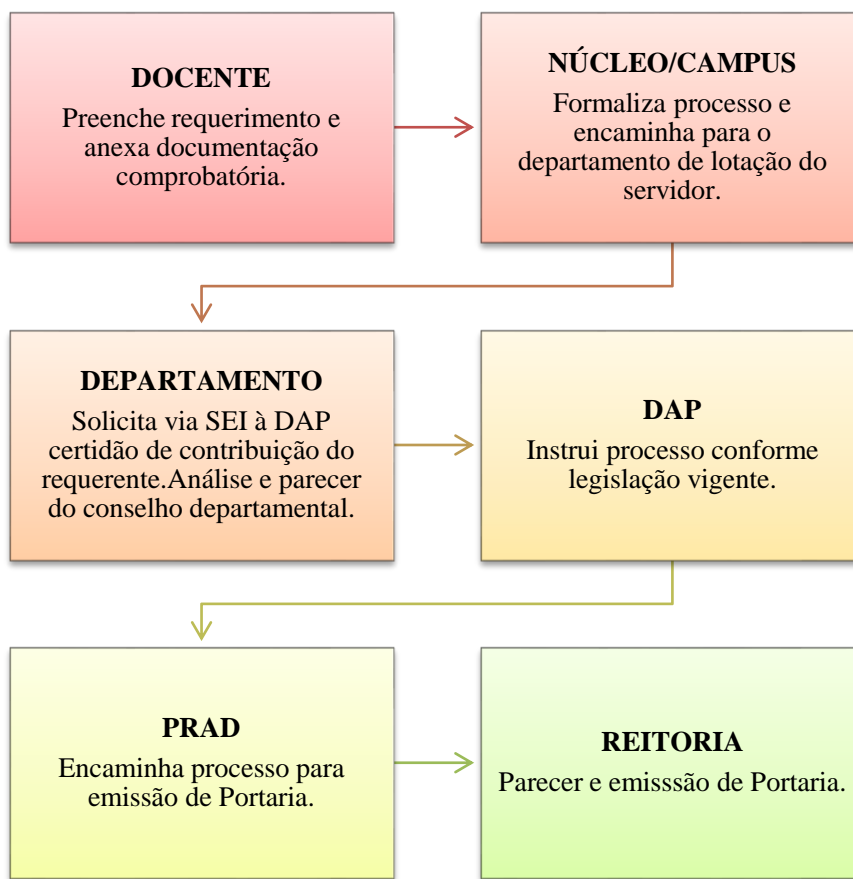 DOCENTE
Preenche requerimento e
anexa documentação
comprobatória.
NÚCLEO/CAMPUS
Formaliza processo e
encaminha para o
departamento de lotação do
servidor.
DEPARTAMENTO
Solicita via SEI à DAP
certidão de contribuição do
requerente.Análise e parecer
do conselho departamental.
DAP
Instrui processo conforme
legislação vigente.
PRAD
Encaminha processo para
emissão de Portaria.
REITORIA
Parecer e emisssão de Portaria.